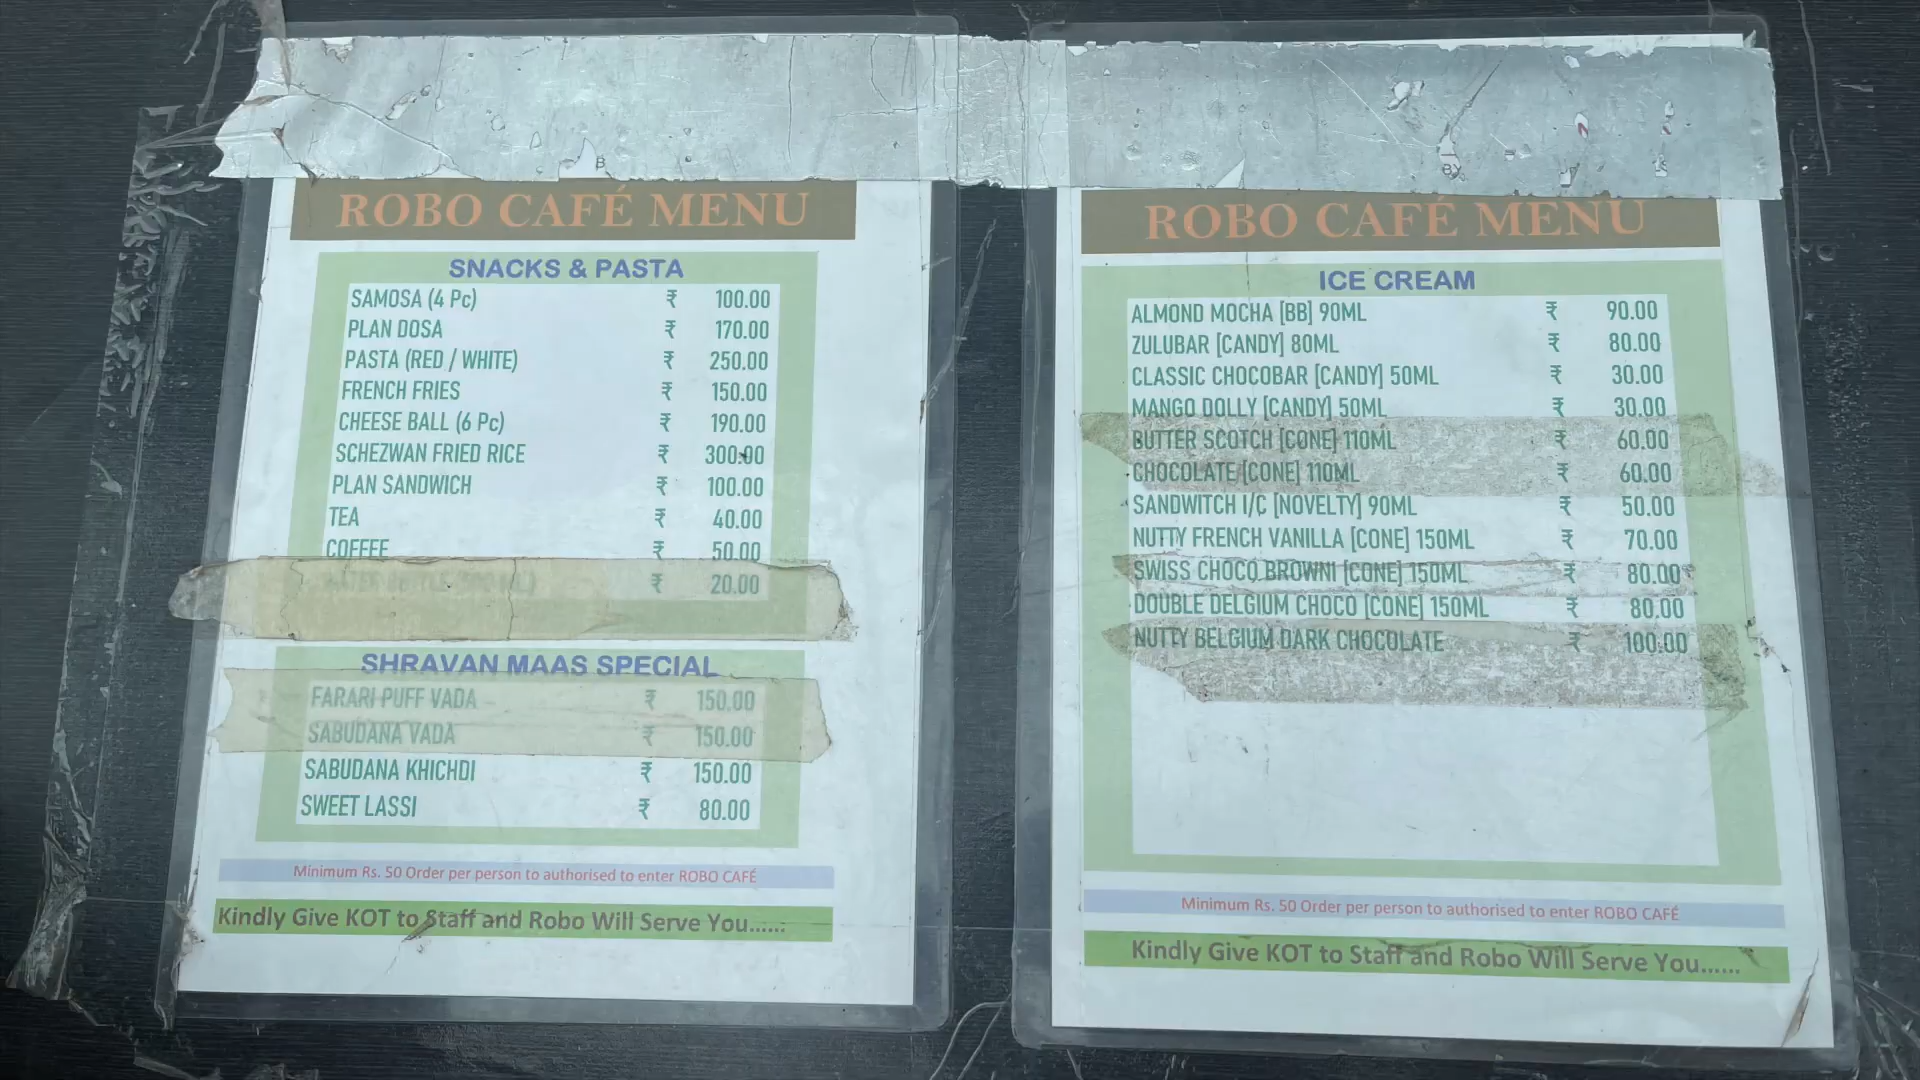 ROBO CAFÉ MENU
SNACKS & PASTA
SAMOSA (4 Pc) ₹ 100.00
PLAN DOSA ₹ 170.00
PASTA (RED / WHITE) ₹ 250.00
FRENCH FRIES ₹ 150.00
CHEESE BALL (6 Pc) ₹ 190.00
SCHEZWAN FRIED RICE ₹ 300.00
PLAN SANDWICH ₹ 100.00
TEA ₹ 40.00
COFFEE ₹ 50.00
WATER BOTTLE ₹ 20.00
SHRAVAN MAAS SPECIAL
FARARI PUFF VADA ₹ 150.00
SABUDANA VADA ₹ 150.00
SABUDANA KHICHDI ₹ 150.00
SWEET LASSI ₹ 80.00
Minimum Rs. 50 Order per person to authorised to enter ROBO CAFÉ
Kindly Give KOT to Staff and Robo Will Serve You......
ROBO CAFÉ MENU
ICE CREAM
ALMOND MOCHA [BB] 90ML ₹ 90.00
ZULUBAR [CANDY] 80ML ₹ 80.00
CLASSIC CHOCOBAR [CANDY] 50ML ₹ 30.00
MANGO DOLLY [CANDY] 50ML ₹ 30.00
BUTTER SCOTCH [CONE] 110ML ₹ 60.00
CHOCOLATE [CONE] 110ML ₹ 60.00
SANDWITCH I/C [NOVELTY] 90ML ₹ 50.00
NUTTY FRENCH VANILLA [CONE] 150ML ₹ 70.00
SWISS CHOCO BROWNI [CONE] 150ML ₹ 80.00
DOUBLE DELGIUM CHOCO [CONE] 150ML ₹ 80.00
NUTTY BELGIUM DARK CHOCOLATE ₹ 100.00
Minimum Rs. 50 Order per person to authorised to enter ROBO CAFÉ
Kindly Give KOT to Staff and Robo Will Serve You......